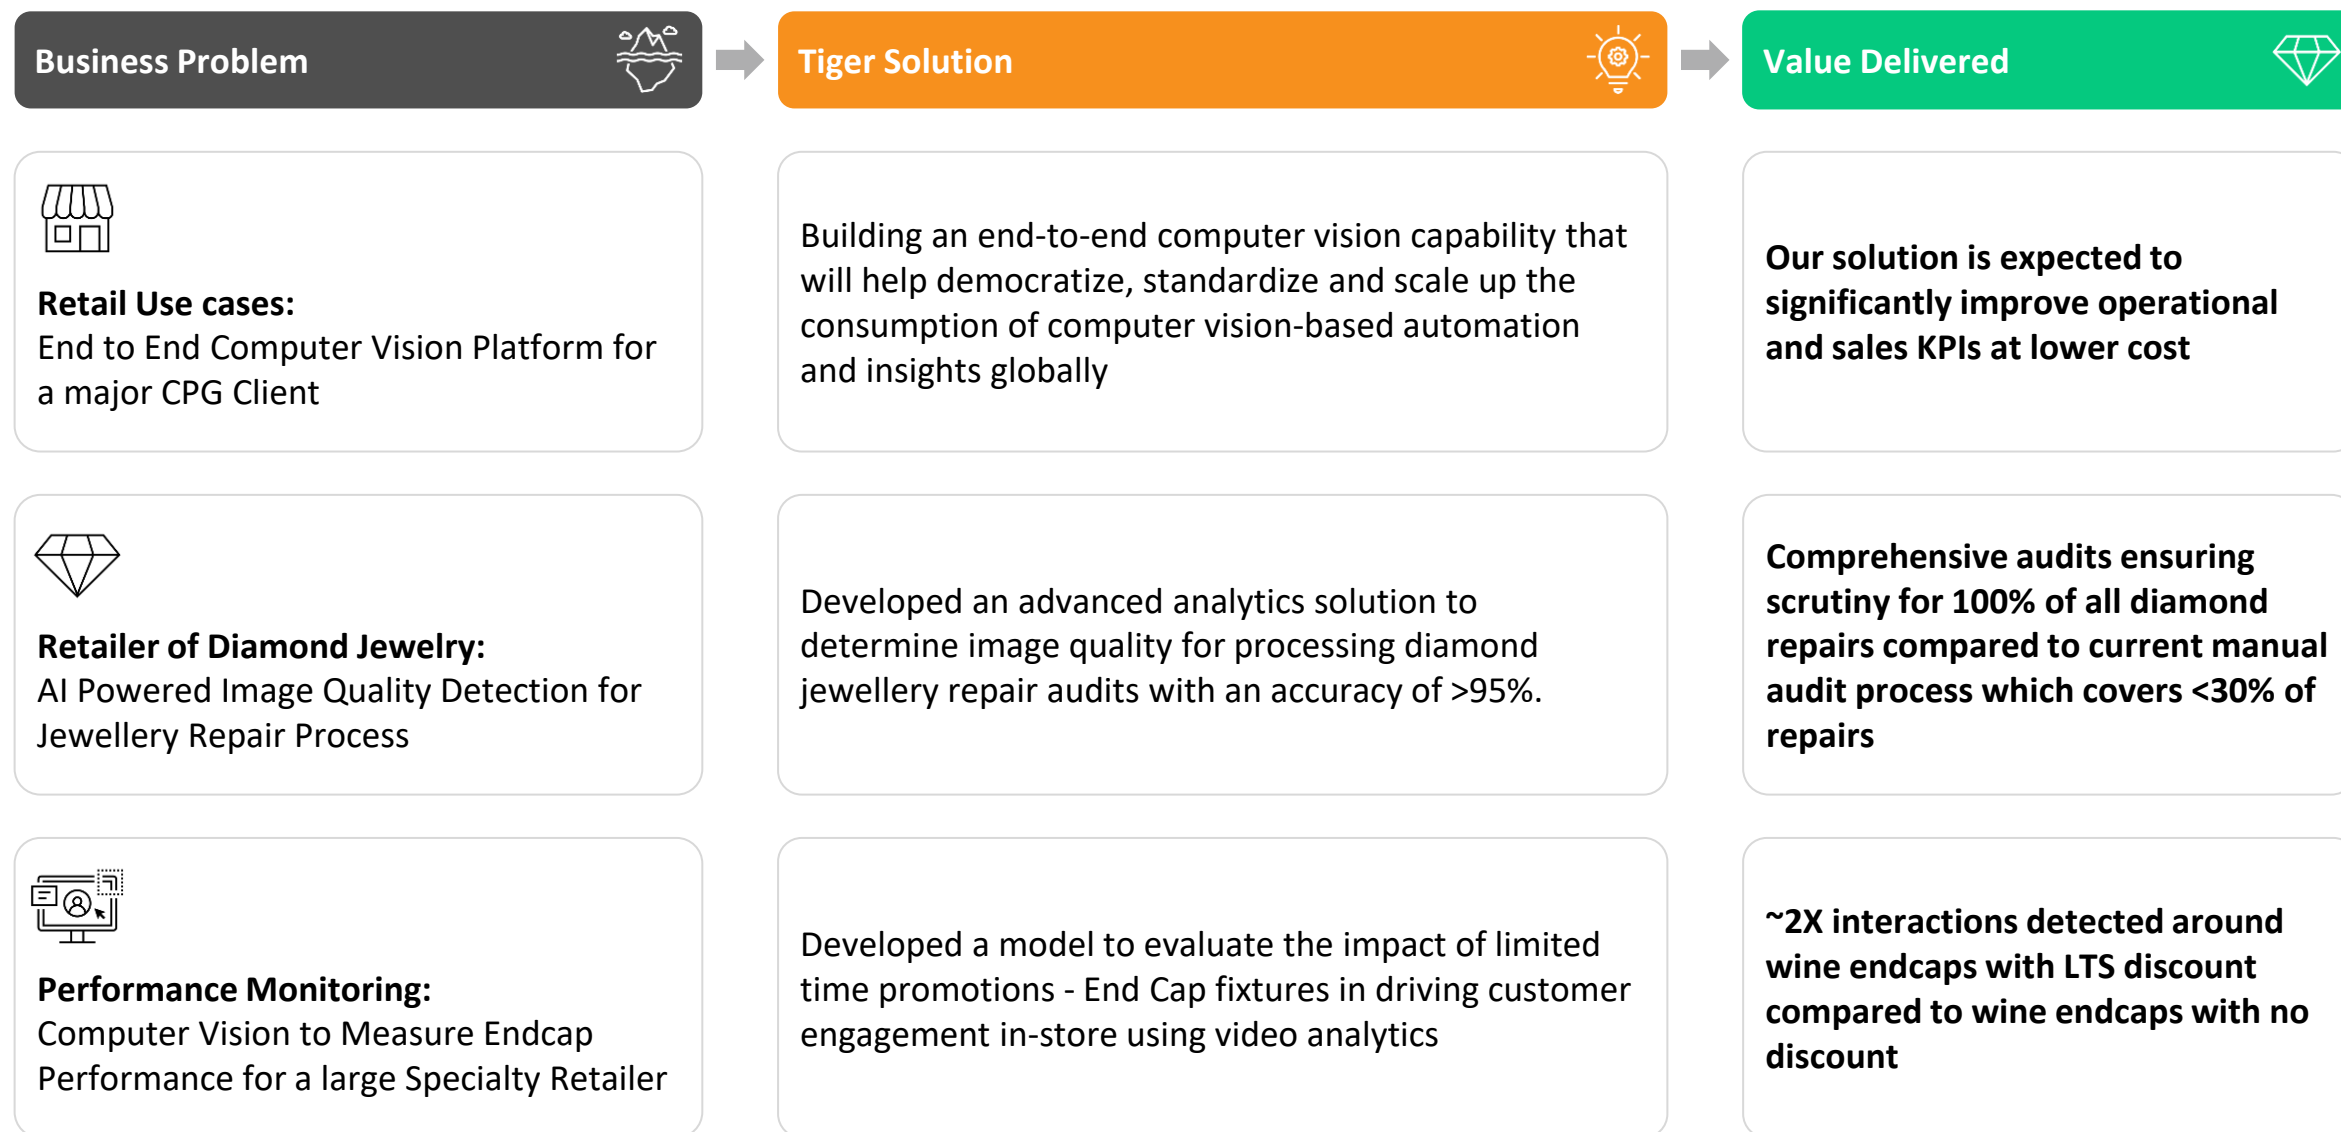 Business Problem
Tiger Solution
Value Delivered
Retail Use cases:
End to End Computer Vision Platform for
a major CPG Client
Building an end-to-end computer vision capability that
will help democratize, standardize and scale up the
consumption of computer vision-based automation
and insights globally
Our solution is expected to
significantly improve operational
and sales KPIs at lower cost
Retailer of Diamond Jewelry:
AI Powered Image Quality Detection for
Jewellery Repair Process
Developed an advanced analytics solution to
determine image quality for processing diamond
jewellery repair audits with an accuracy of >95%.
Comprehensive audits ensuring
scrutiny for 100% of all diamond
repairs compared to current manual
audit process which covers <30% of
repairs
Performance Monitoring:
Computer Vision to Measure Endcap
Performance for a large Specialty Retailer
Developed a model to evaluate the impact of limited
time promotions - End Cap fixtures in driving customer
engagement in-store using video analytics
~2X interactions detected around
wine endcaps with LTS discount
compared to wine endcaps with no
discount